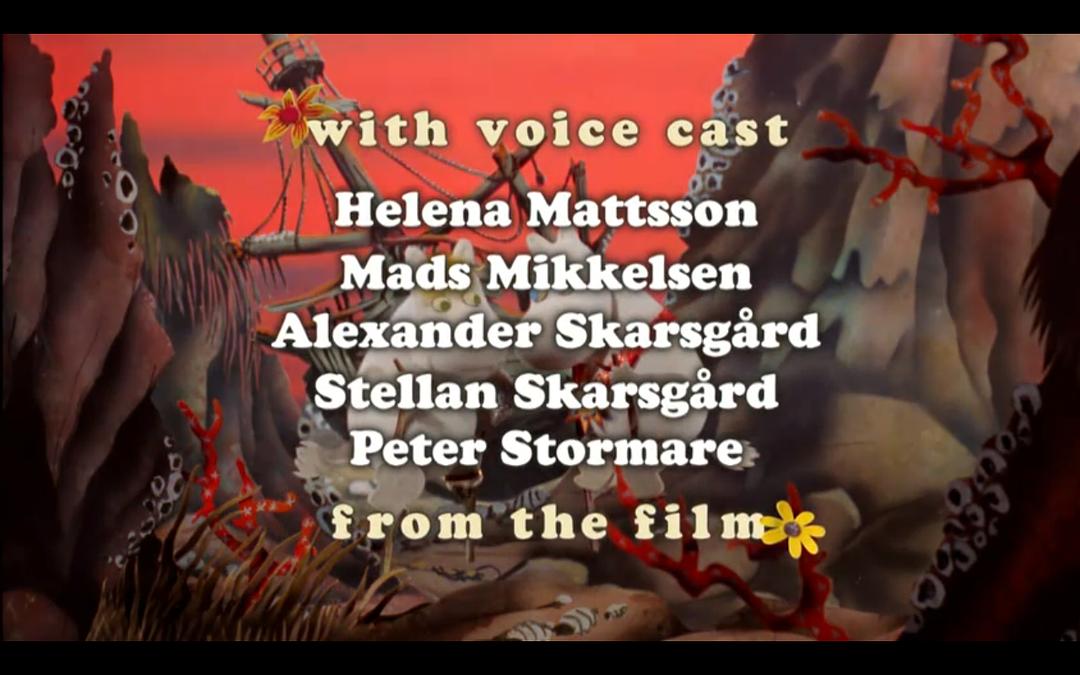 with voice cast
Helena Mattsson
Mads Mikkelsen
Alexander Skarsgård
Stellan Skarsgård
Peter Stormare
from the film